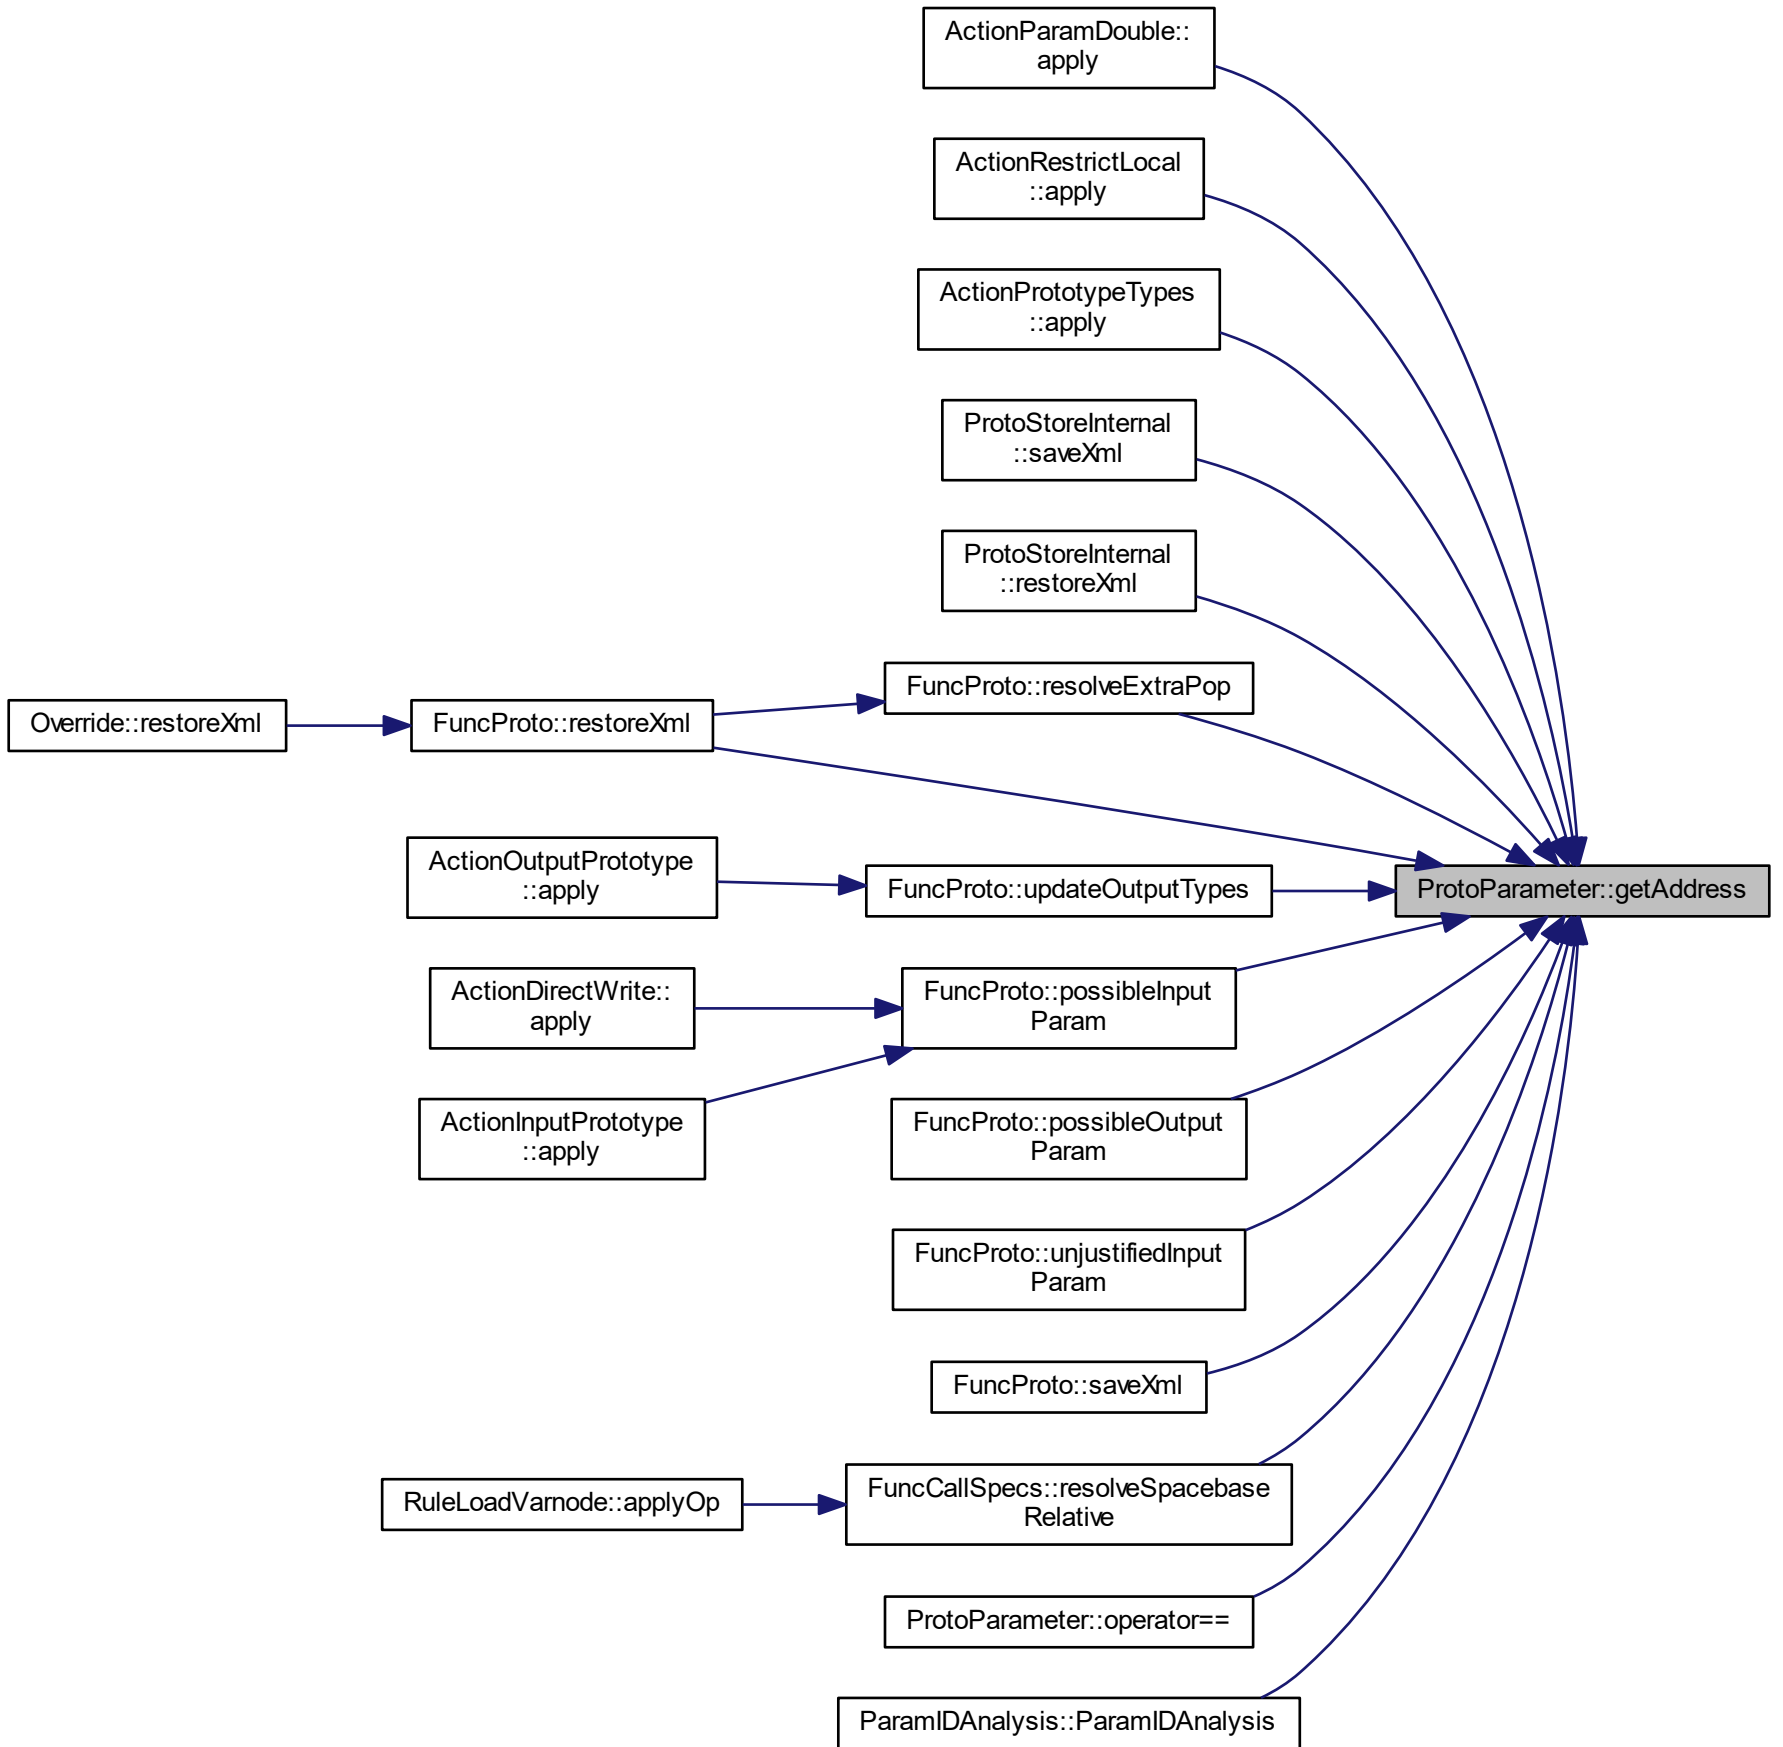 ActionParamDouble::
apply
ActionRestrictLocal
::apply
ActionPrototypeTypes
::apply
ProtoStoreInternal
::saveXml
ProtoStoreInternal
::restoreXml
FuncProto::resolveExtraPop
Override::restoreXml
FuncProto::restoreXml
ActionOutputPrototype
::apply
FuncProto::updateOutputTypes
ProtoParameter::getAddress
ActionDirectWrite::
apply
FuncProto::possibleInput
Param
ActionInputPrototype
::apply
FuncProto::possibleOutput
Param
FuncProto::unjustifiedInput
Param
FuncProto::saveXml
RuleLoadVarnode::applyOp
FuncCallSpecs::resolveSpacebase
Relative
ProtoParameter::operator==
ParamIDAnalysis::ParamIDAnalysis